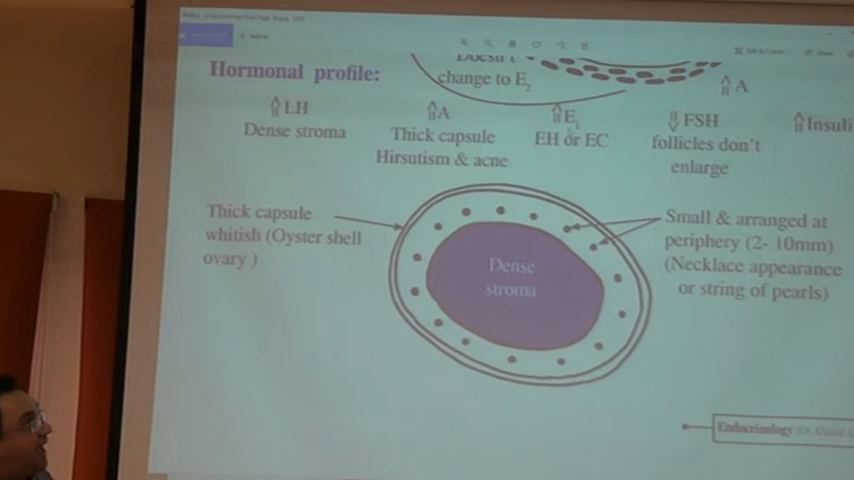 Doesn't
change to E₂
⇑ A
Hormonal profile:
⇑ LH
Dense stroma
⇑ A
Thick capsule
Hirsutism & acne
⇑ E₁
EH or EC
⇓ FSH
follicles don't
enlarge
⇑ Insuli
Thick capsule
whitish (Oyster shell
ovary )
Dense
stroma
Small & arranged at
periphery (2- 10mm)
(Necklace appearance
or string of pearls)
Endocrinology